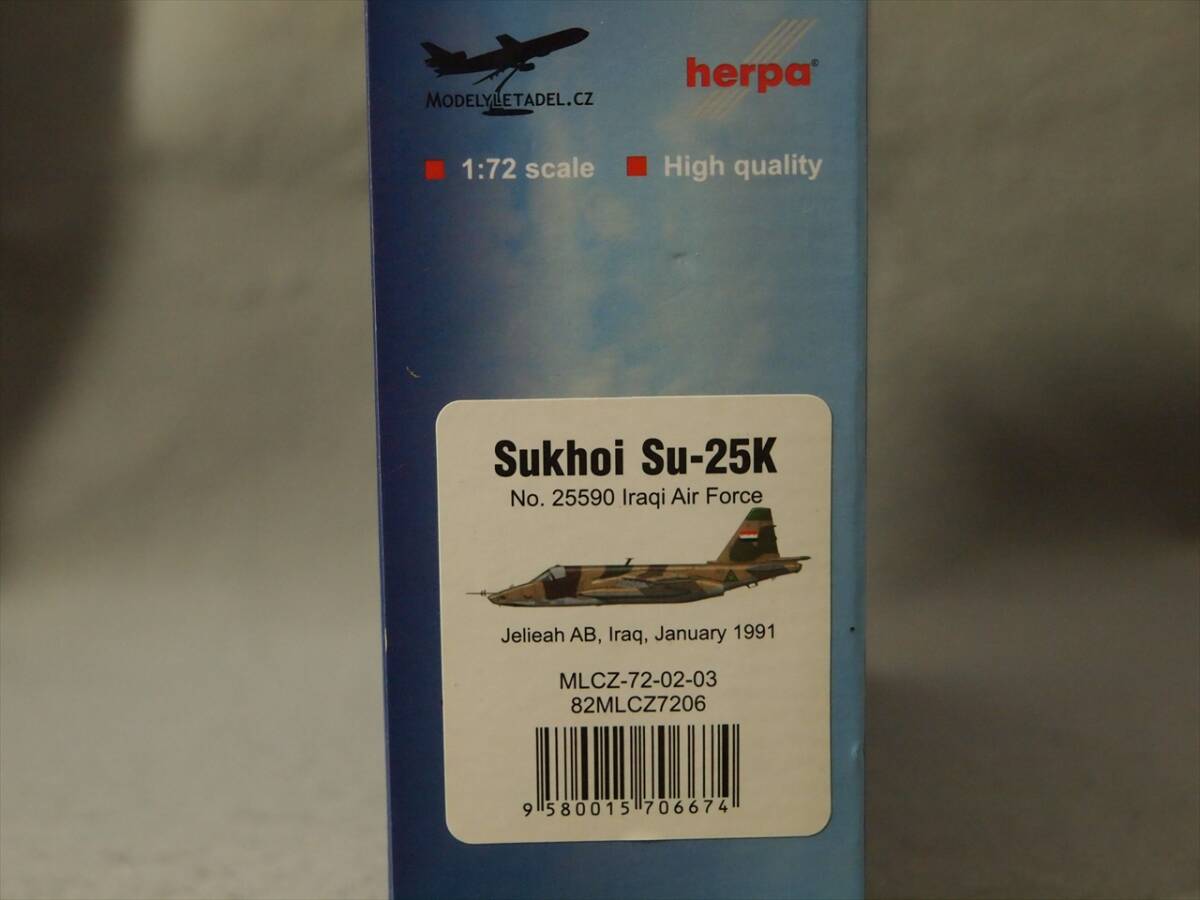 MODELYLETADEL.CZ
herpa®
1:72 scale
High quality
Sukhoi Su-25K
No. 25590 Iraqi Air Force
Jelieah AB, Iraq, January 1991
MLCZ-72-02-03
82MLCZ7206
9 580015 706674